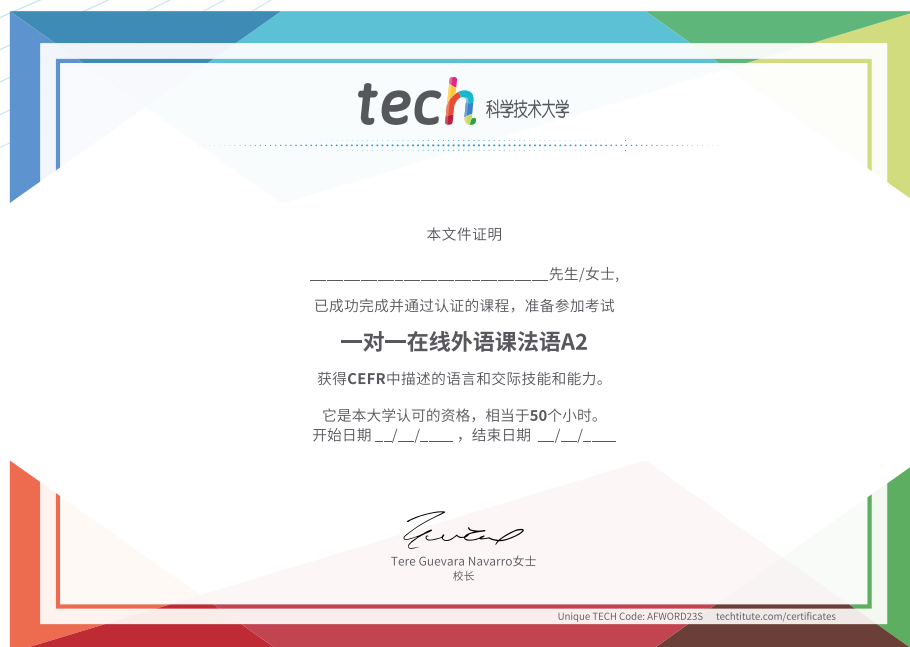 tech 科学技术大学
本文件证明
____________________________先生/女士,
已成功完成并通过认证的课程，准备参加考试
一对一在线外语课法语A2
获得CEFR中描述的语言和交际技能和能力。
它是本大学认可的资格，相当于50个小时。
开始日期 __/__/____ ，结束日期 __/__/____
Tere Guevara Navarro女士
校长
Unique TECH Code: AFWORD23S techtitute.com/certificates